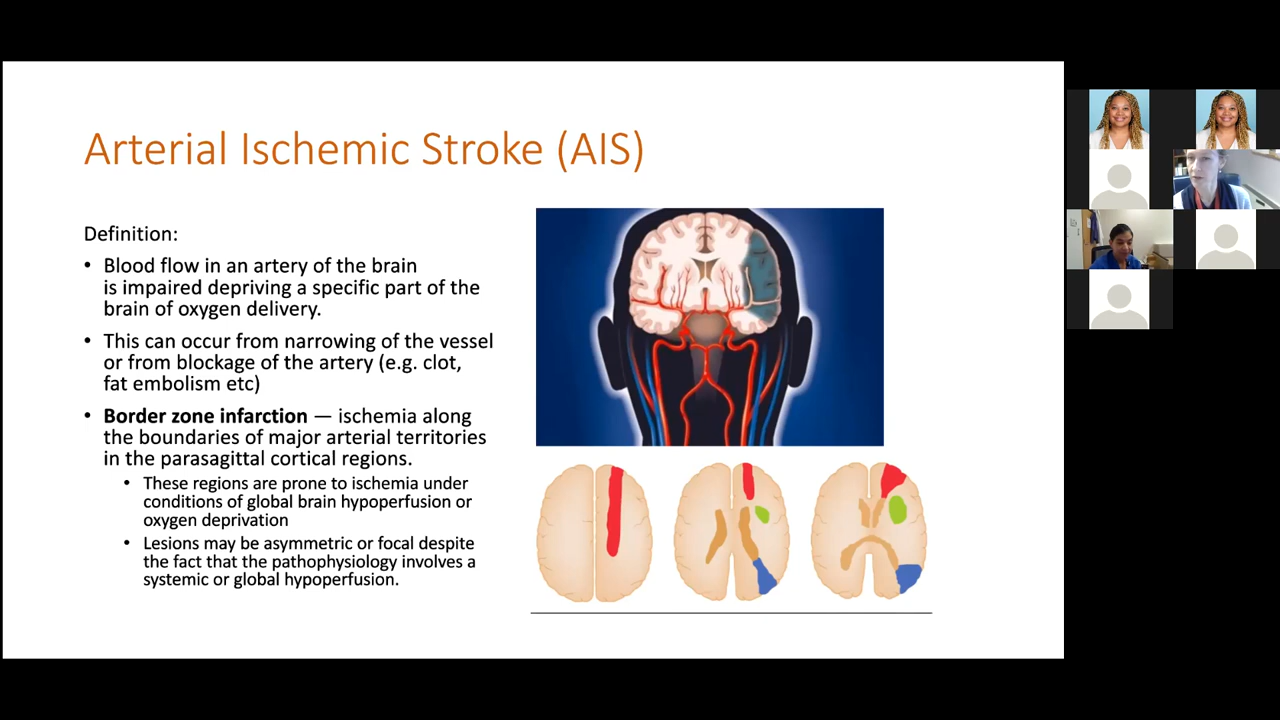 Arterial Ischemic Stroke (AIS)
Definition:
• Blood flow in an artery of the brain
is impaired depriving a specific part of the
brain of oxygen delivery.
• This can occur from narrowing of the vessel
or from blockage of the artery (e.g. clot,
fat embolism etc)
• Border zone infarction — ischemia along
the boundaries of major arterial territories
in the parasagittal cortical regions.
• These regions are prone to ischemia under
conditions of global brain hypoperfusion or
oxygen deprivation
• Lesions may be asymmetric or focal despite
the fact that the pathophysiology involves a
systemic or global hypoperfusion.